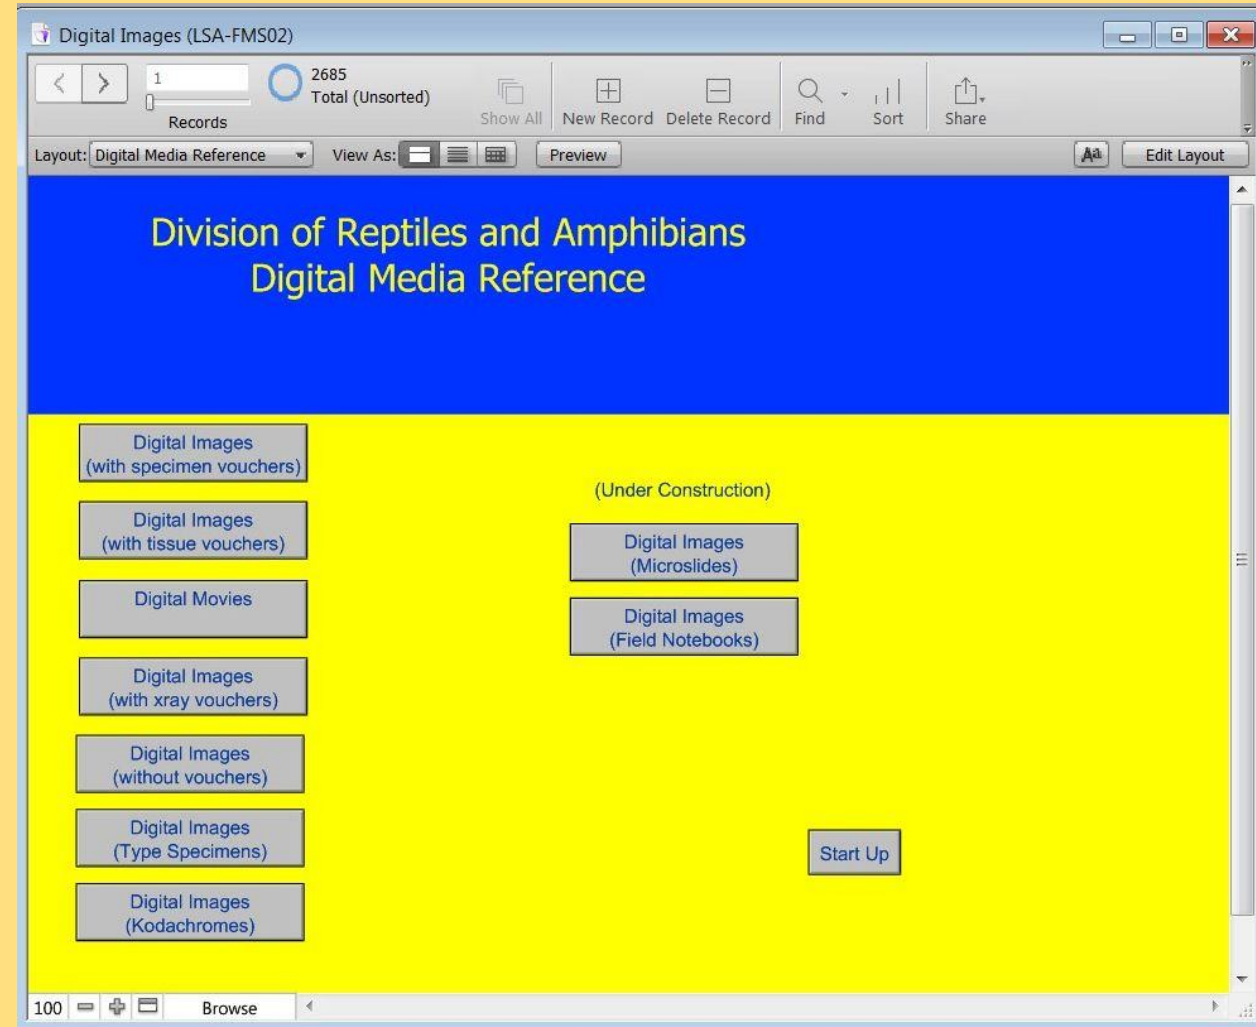 Digital Images (LSA-FMS02)
1
Records
2685
Total (Unsorted)
Show All
New Record
Delete Record
Find
Sort
Share
Layout: Digital Media Reference
View As:
Preview
Aa
Edit Layout
Division of Reptiles and Amphibians
Digital Media Reference
Digital Images
(with specimen vouchers)
Digital Images
(with tissue vouchers)
Digital Movies
Digital Images
(with xray vouchers)
Digital Images
(without vouchers)
Digital Images
(Type Specimens)
Digital Images
(Kodachromes)
(Under Construction)
Digital Images
(Microslides)
Digital Images
(Field Notebooks)
Start Up
100
Browse